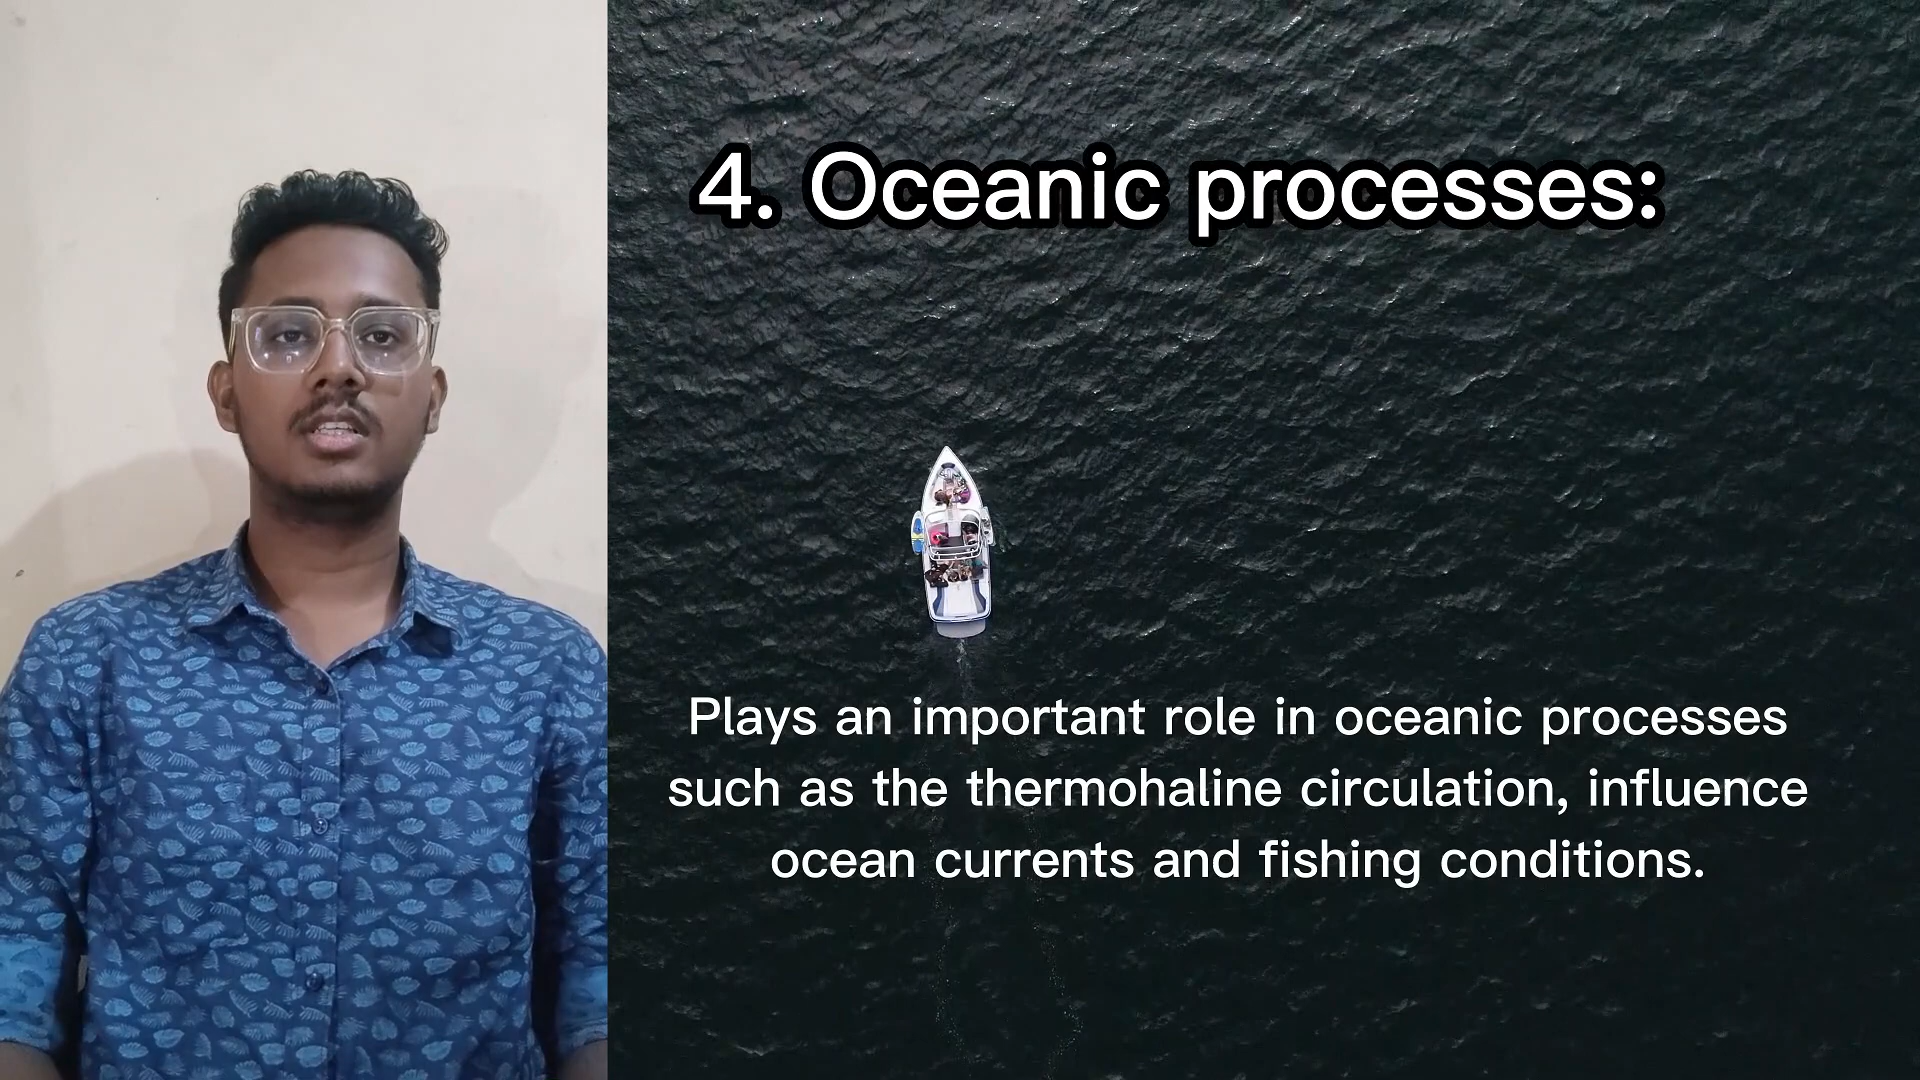 4. Oceanic processes:
Plays an important role in oceanic processes
such as the thermohaline circulation, influence
ocean currents and fishing conditions.